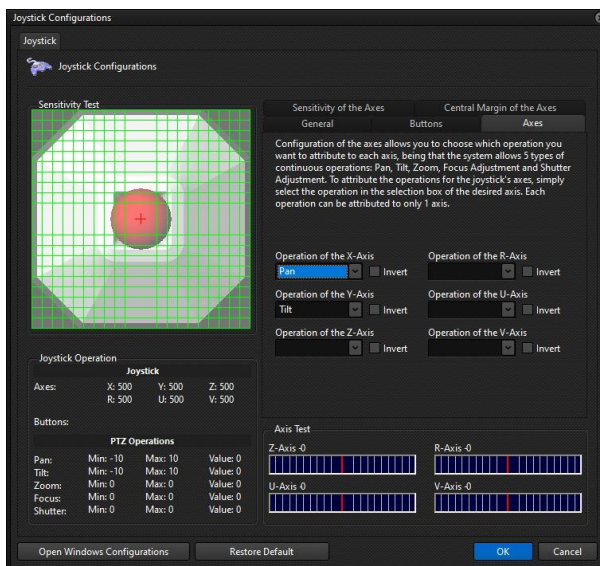 Joystick Configurations
Joystick
Joystick Configurations
Sensitivity Test
Sensitivity of the Axes Central Margin of the Axes
General Buttons Axes
Configuration of the axes allows you to choose which operation you
want to attribute to each axis, being that the system allows 5 types of
continuous operations: Pan, Tilt, Zoom, Focus Adjustment and Shutter
Adjustment. To attribute the operations for the joystick's axes, simply
select the operation in the selection box of the desired axis. Each
operation can be attributed to only 1 axis.
Operation of the X-Axis Operation of the R-Axis
Pan Invert Invert
Operation of the Y-Axis Operation of the U-Axis
Tilt Invert Invert
Operation of the Z-Axis Operation of the V-Axis
Invert Invert
Joystick Operation
Joystick
Axes: X: 500 Y: 500 Z: 500
R: 500 U: 500 V: 500
Buttons:
PTZ Operations
Pan: Min: -10 Max: 10 Value: 0
Tilt: Min: -10 Max: 10 Value: 0
Zoom: Min: 0 Max: 0 Value: 0
Focus: Min: 0 Max: 0 Value: 0
Shutter: Min: 0 Max: 0 Value: 0
Axis Test
Z-Axis -0 R-Axis -0
U-Axis -0 V-Axis -0
Open Windows Configurations Restore Default OK Cancel